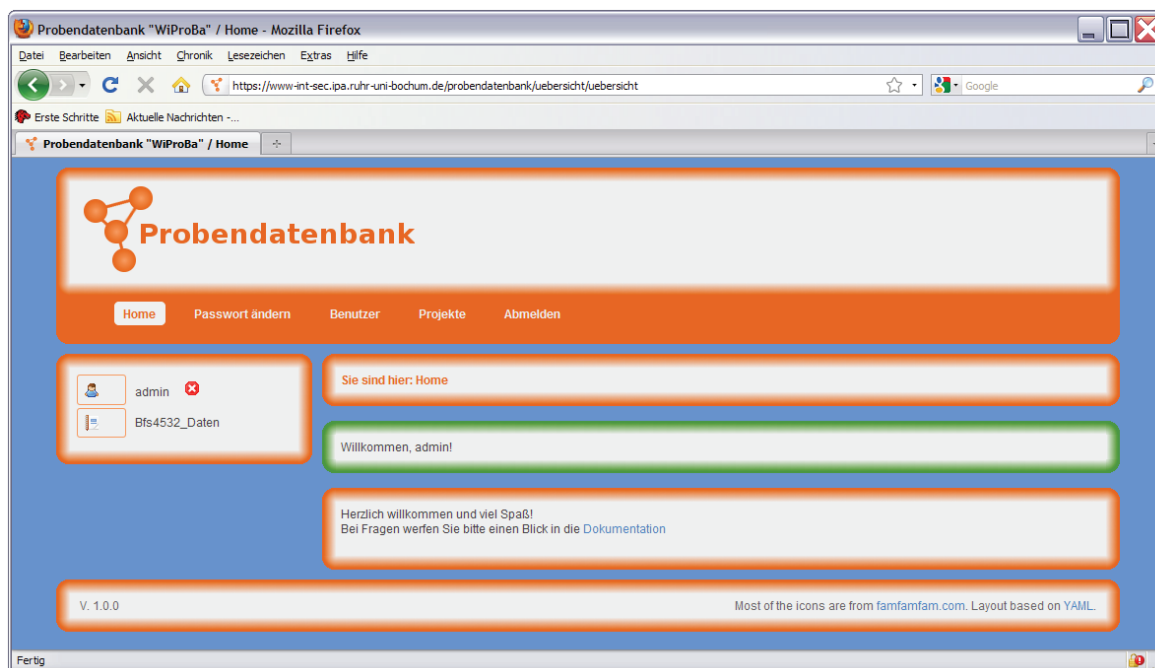 Probendatenbank "WiProBa" / Home - Mozilla Firefox
Datei Bearbeiten Ansicht Chronik Lesezeichen Extras Hilfe
https://www-int-sec.ipa.ruhr-uni-bochum.de/probendatenbank/uebersicht/uebersicht
Google
Erste Schritte Aktuelle Nachrichten -...
Probendatenbank "WiProBa" / Home
Probendatenbank
Home Passwort ändern Benutzer Projekte Abmelden
admin
Bfs4532_Daten
Sie sind hier: Home
Willkommen, admin!
Herzlich willkommen und viel Spaß!
Bei Fragen werfen Sie bitte einen Blick in die Dokumentation
V. 1.0.0
Most of the icons are from famfamfam.com. Layout based on YAML.
Fertig